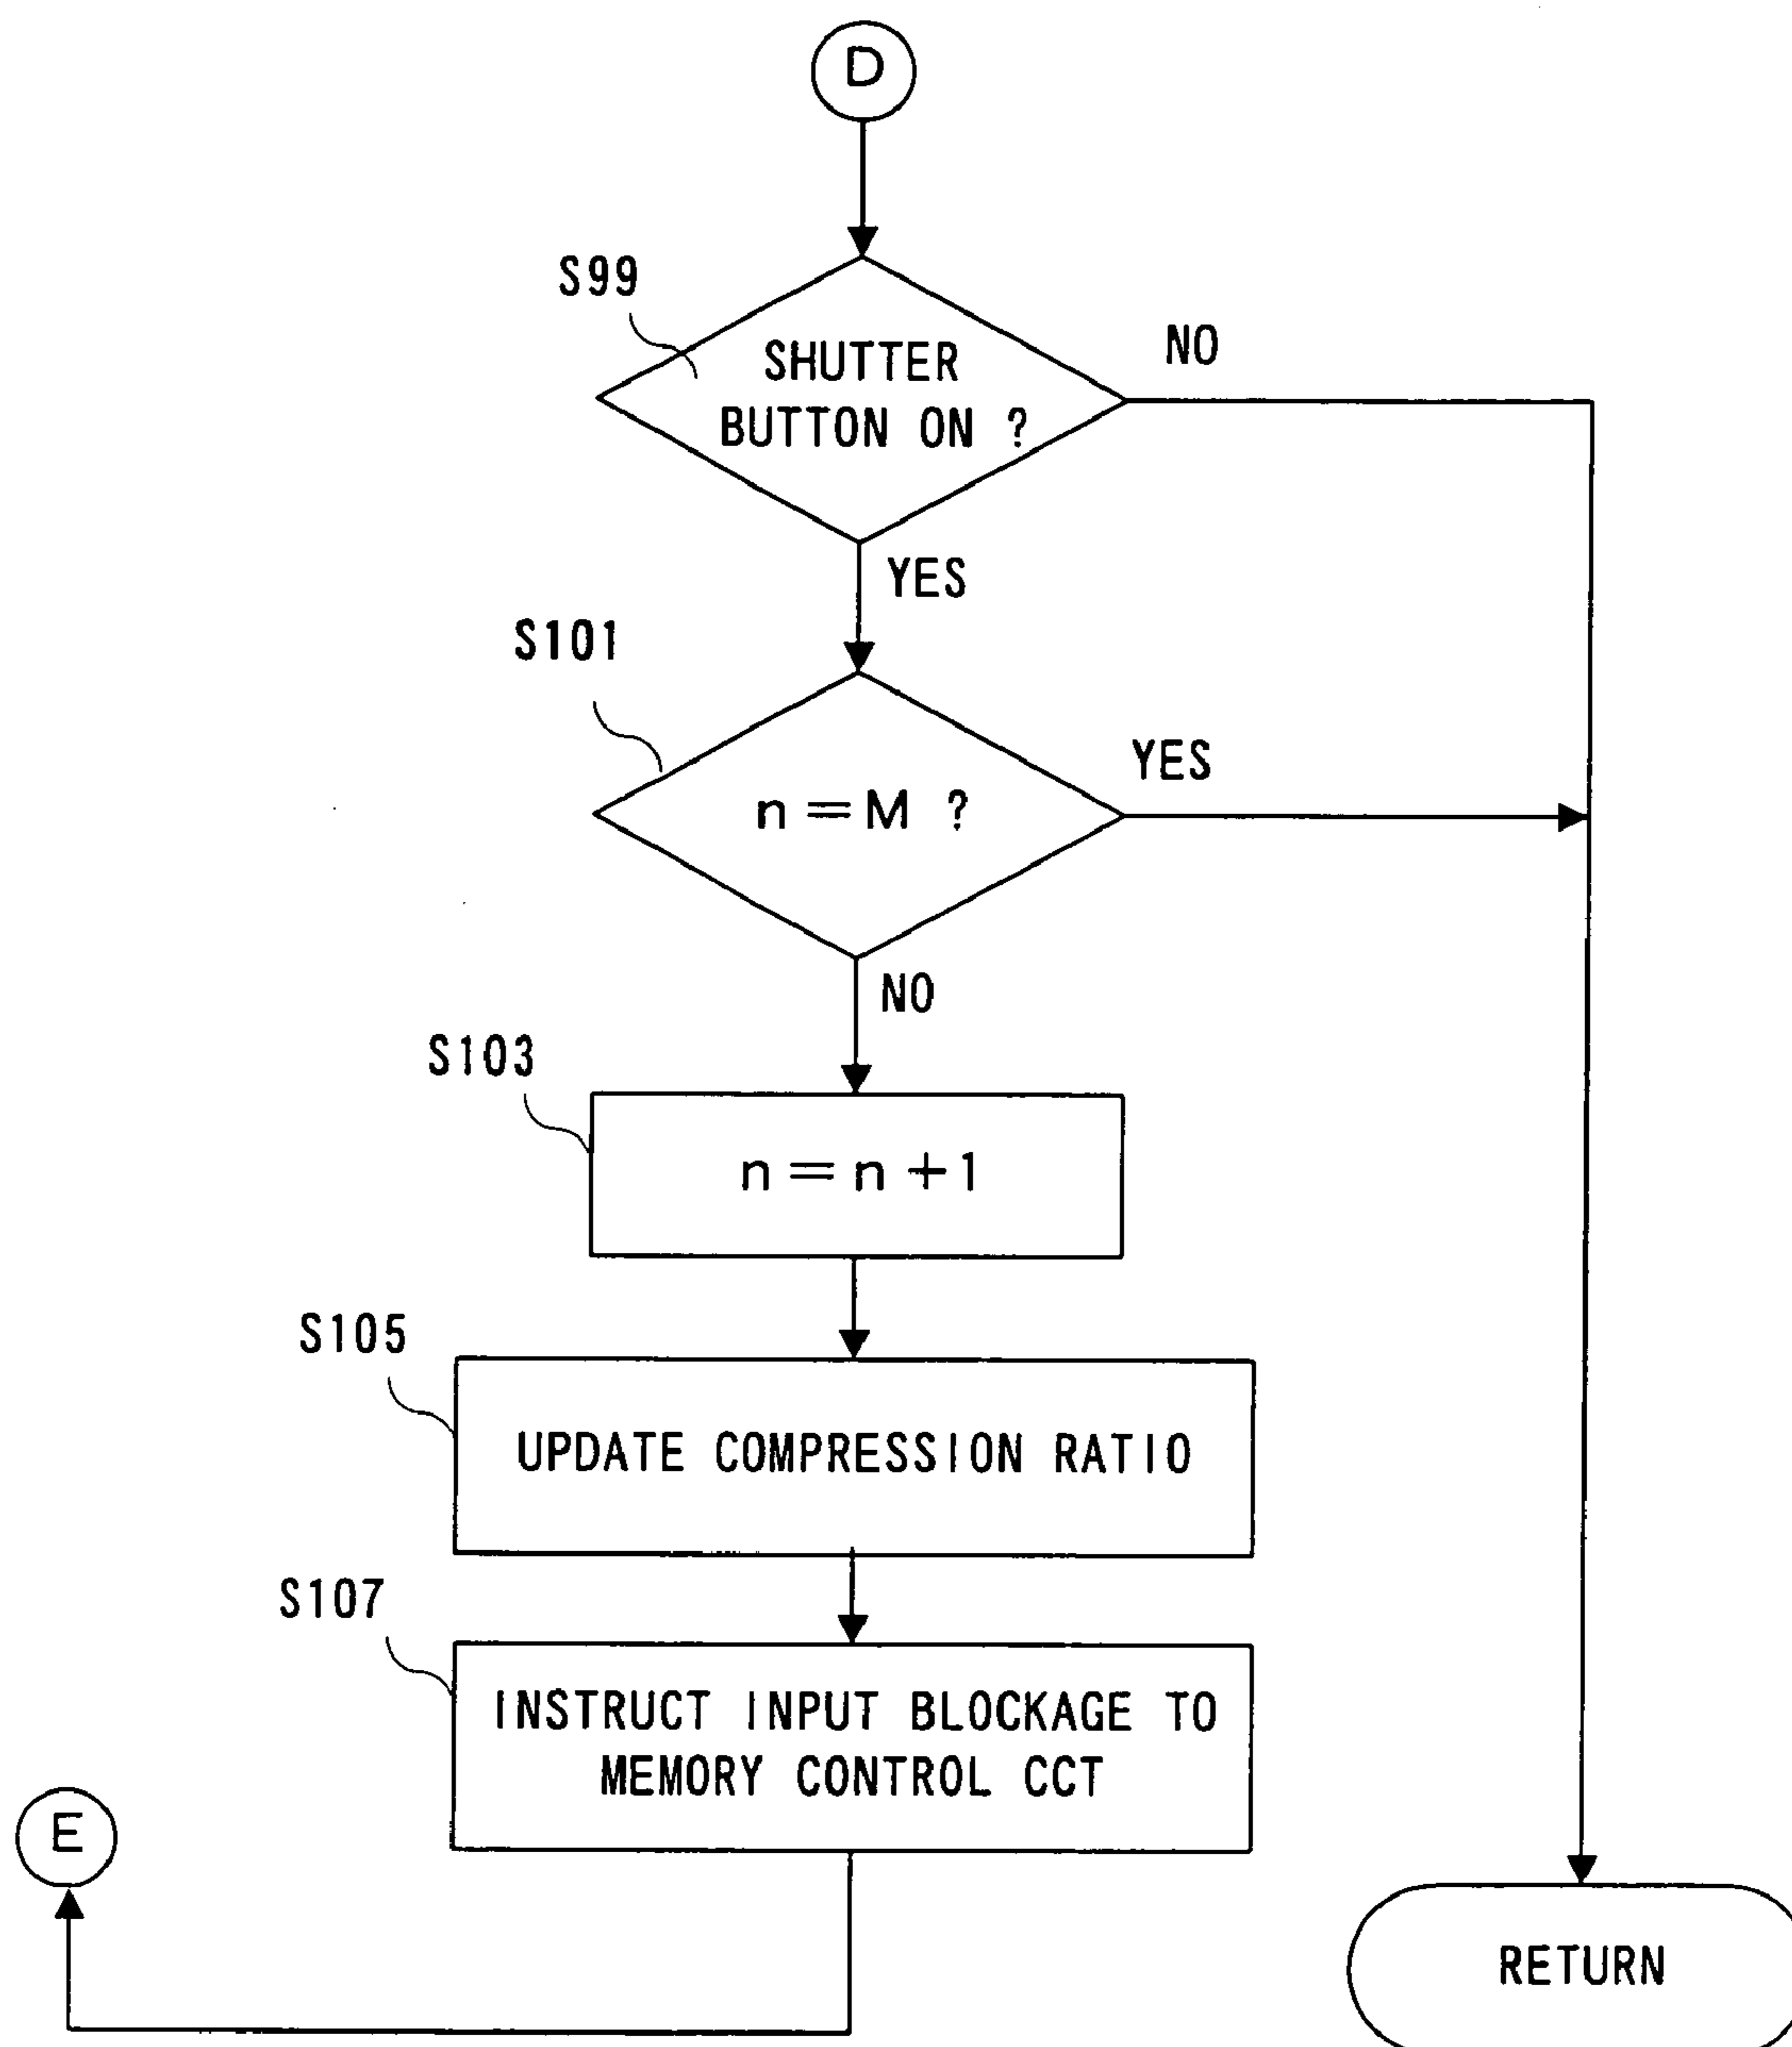 D
S99
SHUTTER
BUTTON ON ?
NO
YES
S101
n = M ?
YES
NO
S103
n = n + 1
S105
UPDATE COMPRESSION RATIO
S107
INSTRUCT INPUT BLOCKAGE TO
MEMORY CONTROL CCT
E
RETURN